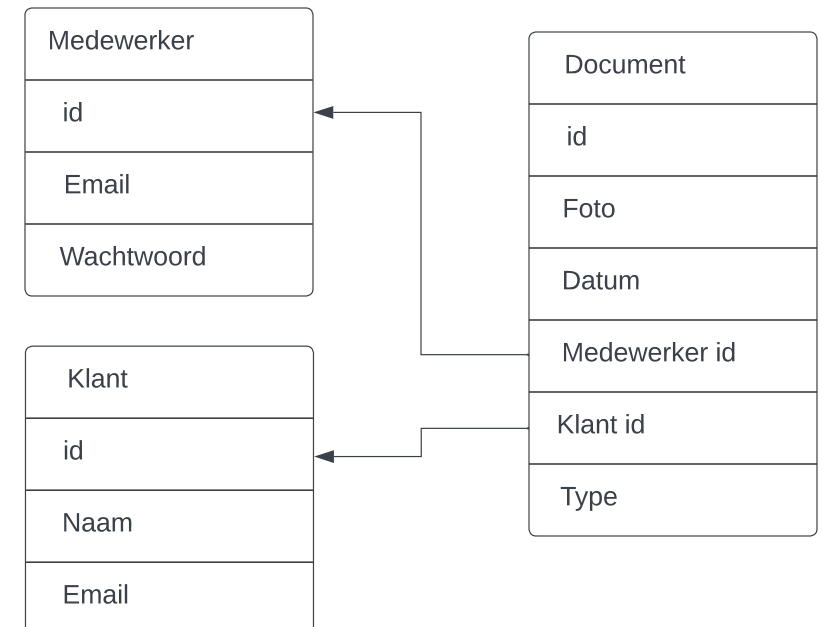 Medewerker
id
Email
Wachtwoord
Klant
id
Naam
Email
Document
id
Foto
Datum
Medewerker id
Klant id
Type